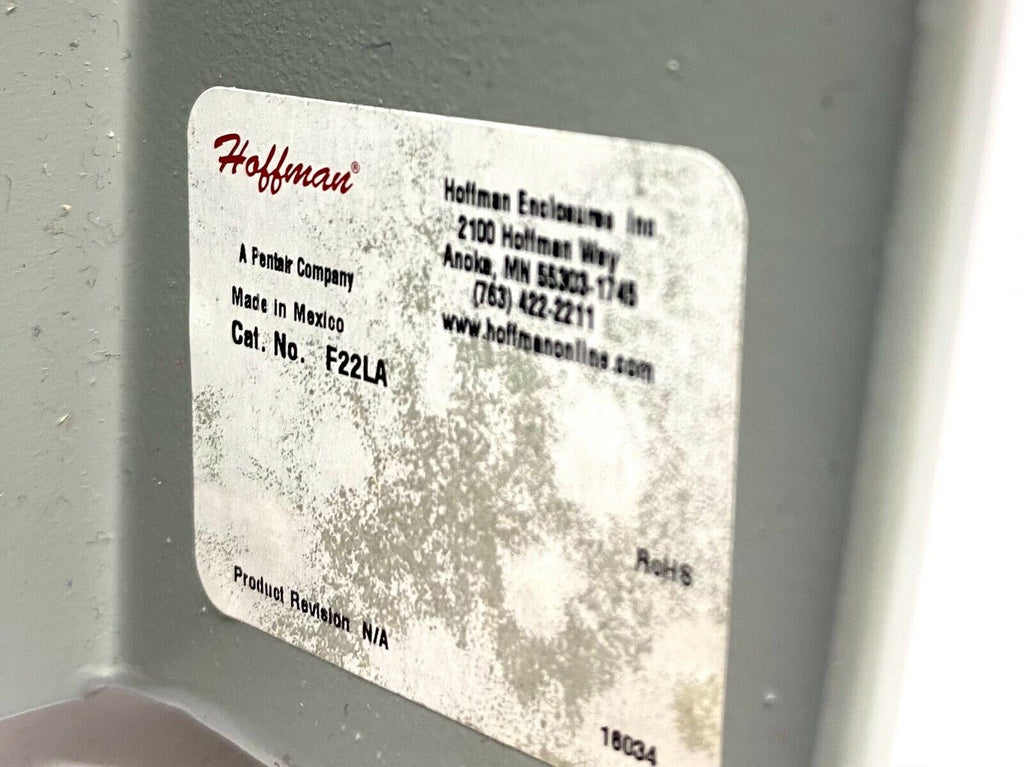 Hoffman®
A Pentair Company
Made in Mexico
Cat. No. F22LA
Hoffman Enclosures Inc
2100 Hoffman Way
Anoka, MN 55303-1745
(763) 422-2211
www.hoffmanonline.com
RoHS
Product Revision N/A
18034